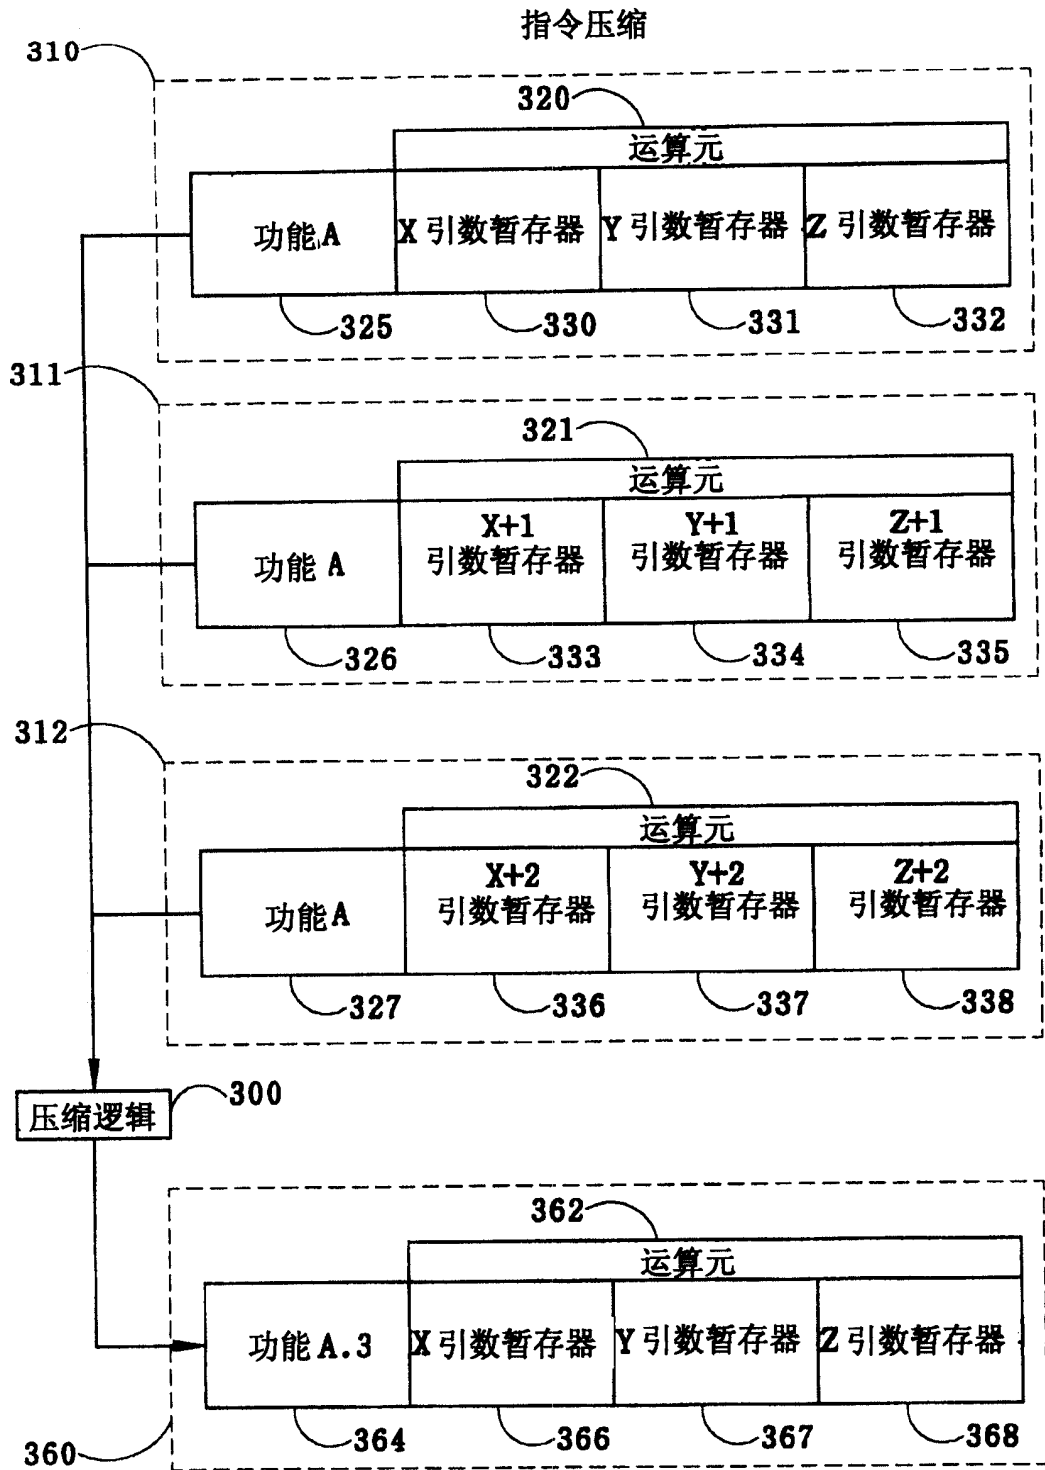 指令压缩
310
320
运算元
功能A
X 引数暂存器
Y 引数暂存器
Z 引数暂存器
325
330
331
332
311
321
运算元
功能 A
X+1
引数暂存器
Y+1
引数暂存器
Z+1
引数暂存器
326
333
334
335
312
322
运算元
功能A
X+2
引数暂存器
Y+2
引数暂存器
Z+2
引数暂存器
327
336
337
338
压缩逻辑
300
362
运算元
功能A.3
X 引数暂存器
Y 引数暂存器
Z 引数暂存器
360
364
366
367
368